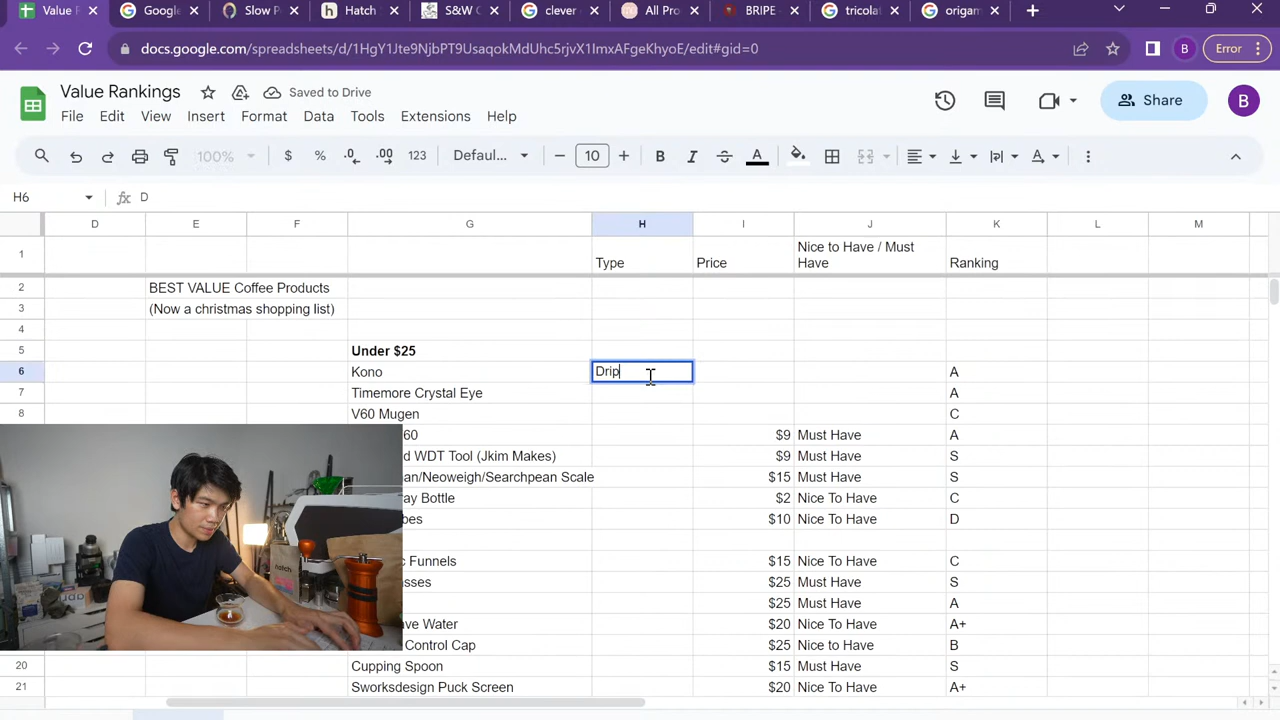 Value R
Google
Slow P
Hatch
S&W C
clever
All Pro
BRIPE
tricola
origam
docs.google.com/spreadsheets/d/1HgY1Jte9NjbPT9UsaqokMdUhc5rjvX1ImxAFgeKhyoE/edit#gid=0
B
Error
Value Rankings
Saved to Drive
File Edit View Insert Format Data Tools Extensions Help
Share
B
100%
$ % .0 .00 123
Defaul...
10
B I A
H6
fx D
D E F G H I J K L M
1 Type Price Nice to Have / Must Have Ranking
2 BEST VALUE Coffee Products
3 (Now a christmas shopping list)
4
5 Under $25
6 Kono Drip A
7 Timemore Crystal Eye A
8 V60 Mugen C
60 $9 Must Have A
d WDT Tool (Jkim Makes) $9 Must Have S
an/Neoweigh/Searchpean Scale $15 Must Have S
ay Bottle $2 Nice To Have C
bes $10 Nice To Have D
c Funnels $15 Nice To Have C
sses $25 Must Have S
$25 Must Have A
ave Water $20 Nice To Have A+
Control Cap $25 Nice to Have B
20 Cupping Spoon $15 Must Have S
21 Sworksdesign Puck Screen $20 Nice To Have A+
hatch